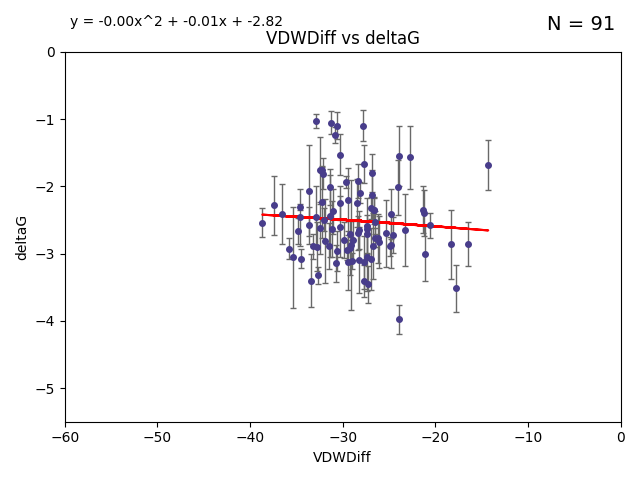 y = -0.00x^2 + -0.01x + -2.82
N = 91
VDWDiff vs deltaG
0
−1
−2
−3
−4
−5
deltaG
−60 −50 −40 −30 −20 −10 0
VDWDiff